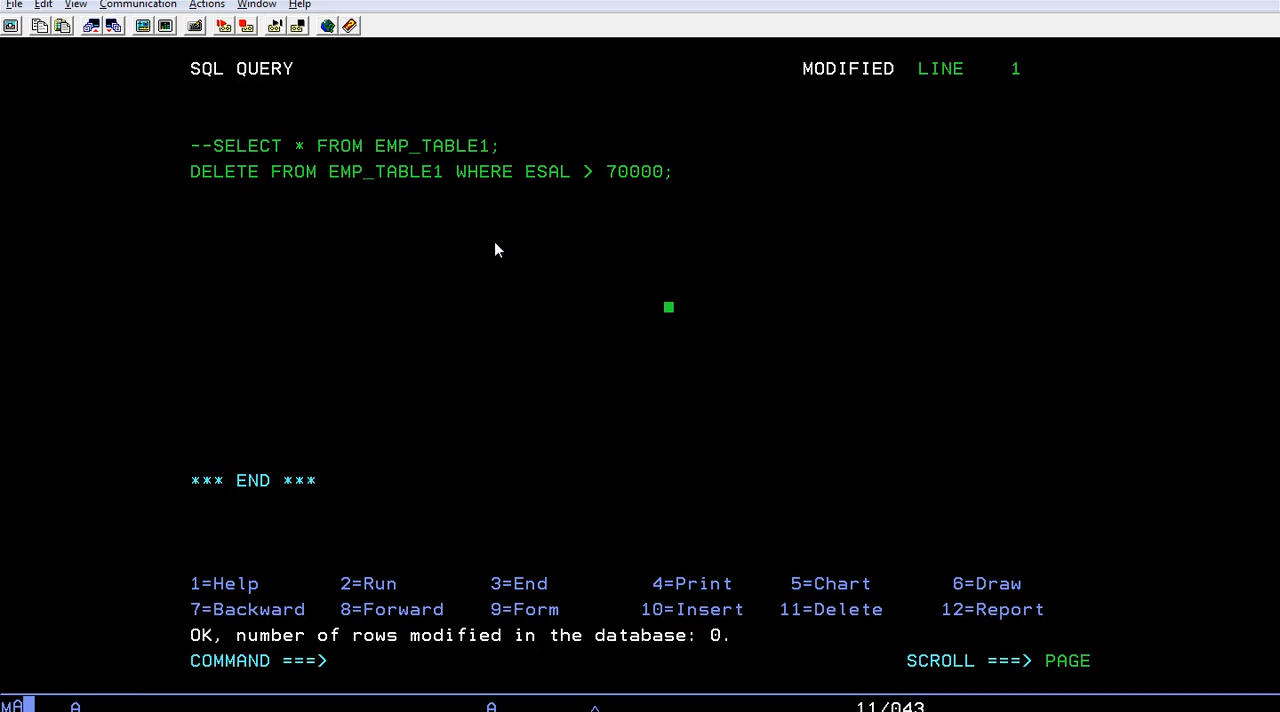 File Edit View Communication Actions Window Help
SQL QUERY MODIFIED LINE 1
--SELECT * FROM EMP_TABLE1;
DELETE FROM EMP_TABLE1 WHERE ESAL > 70000;
*** END ***
1=Help 2=Run 3=End 4=Print 5=Chart 6=Draw
7=Backward 8=Forward 9=Form 10=Insert 11=Delete 12=Report
OK, number of rows modified in the database: 0.
COMMAND ===> SCROLL ===> PAGE
MA A A ^ 11/043